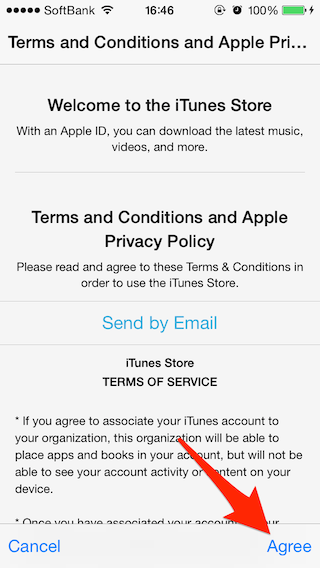 SoftBank 16:46 100%
Terms and Conditions and Apple Pri...
Welcome to the iTunes Store
With an Apple ID, you can download the latest music,
videos, and more.
Terms and Conditions and Apple
Privacy Policy
Please read and agree to these Terms & Conditions in
order to use the iTunes Store.
Send by Email
iTunes Store
TERMS OF SERVICE
* If you agree to associate your iTunes account to
your organization, this organization will be able to
place apps and books in your account, but will not be
able to see your account activity or content on your
device.
* Once you have associated your account
Cancel Agree